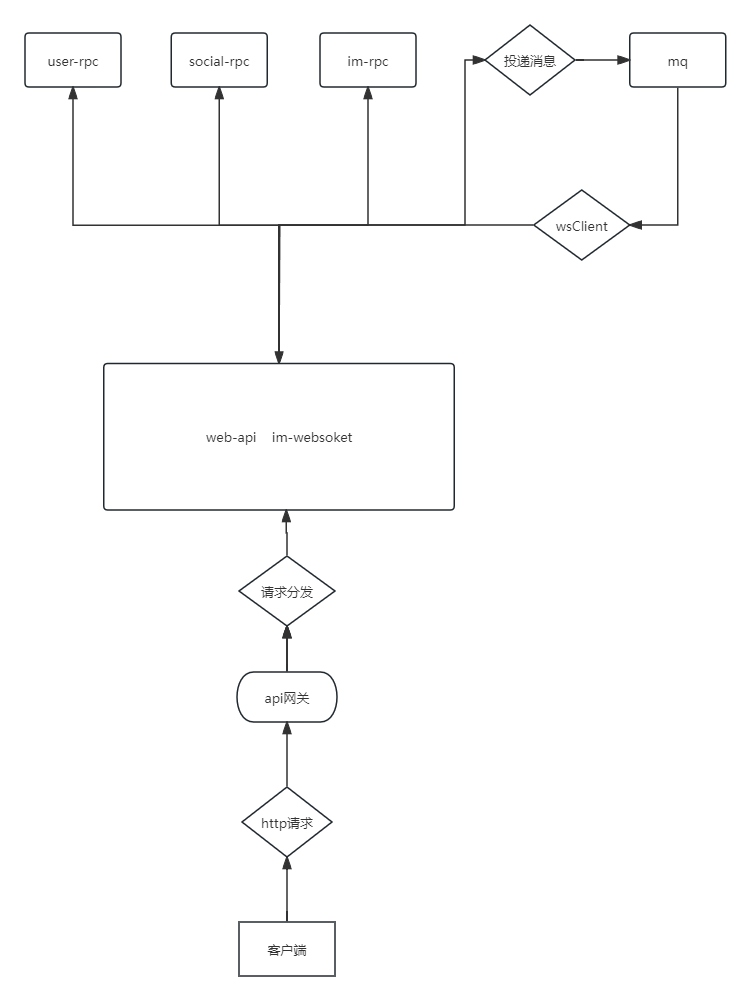 user-rpc
social-rpc
im-rpc
投递消息
mq
wsClient
web-api im-websoket
请求分发
api网关
http请求
客户端